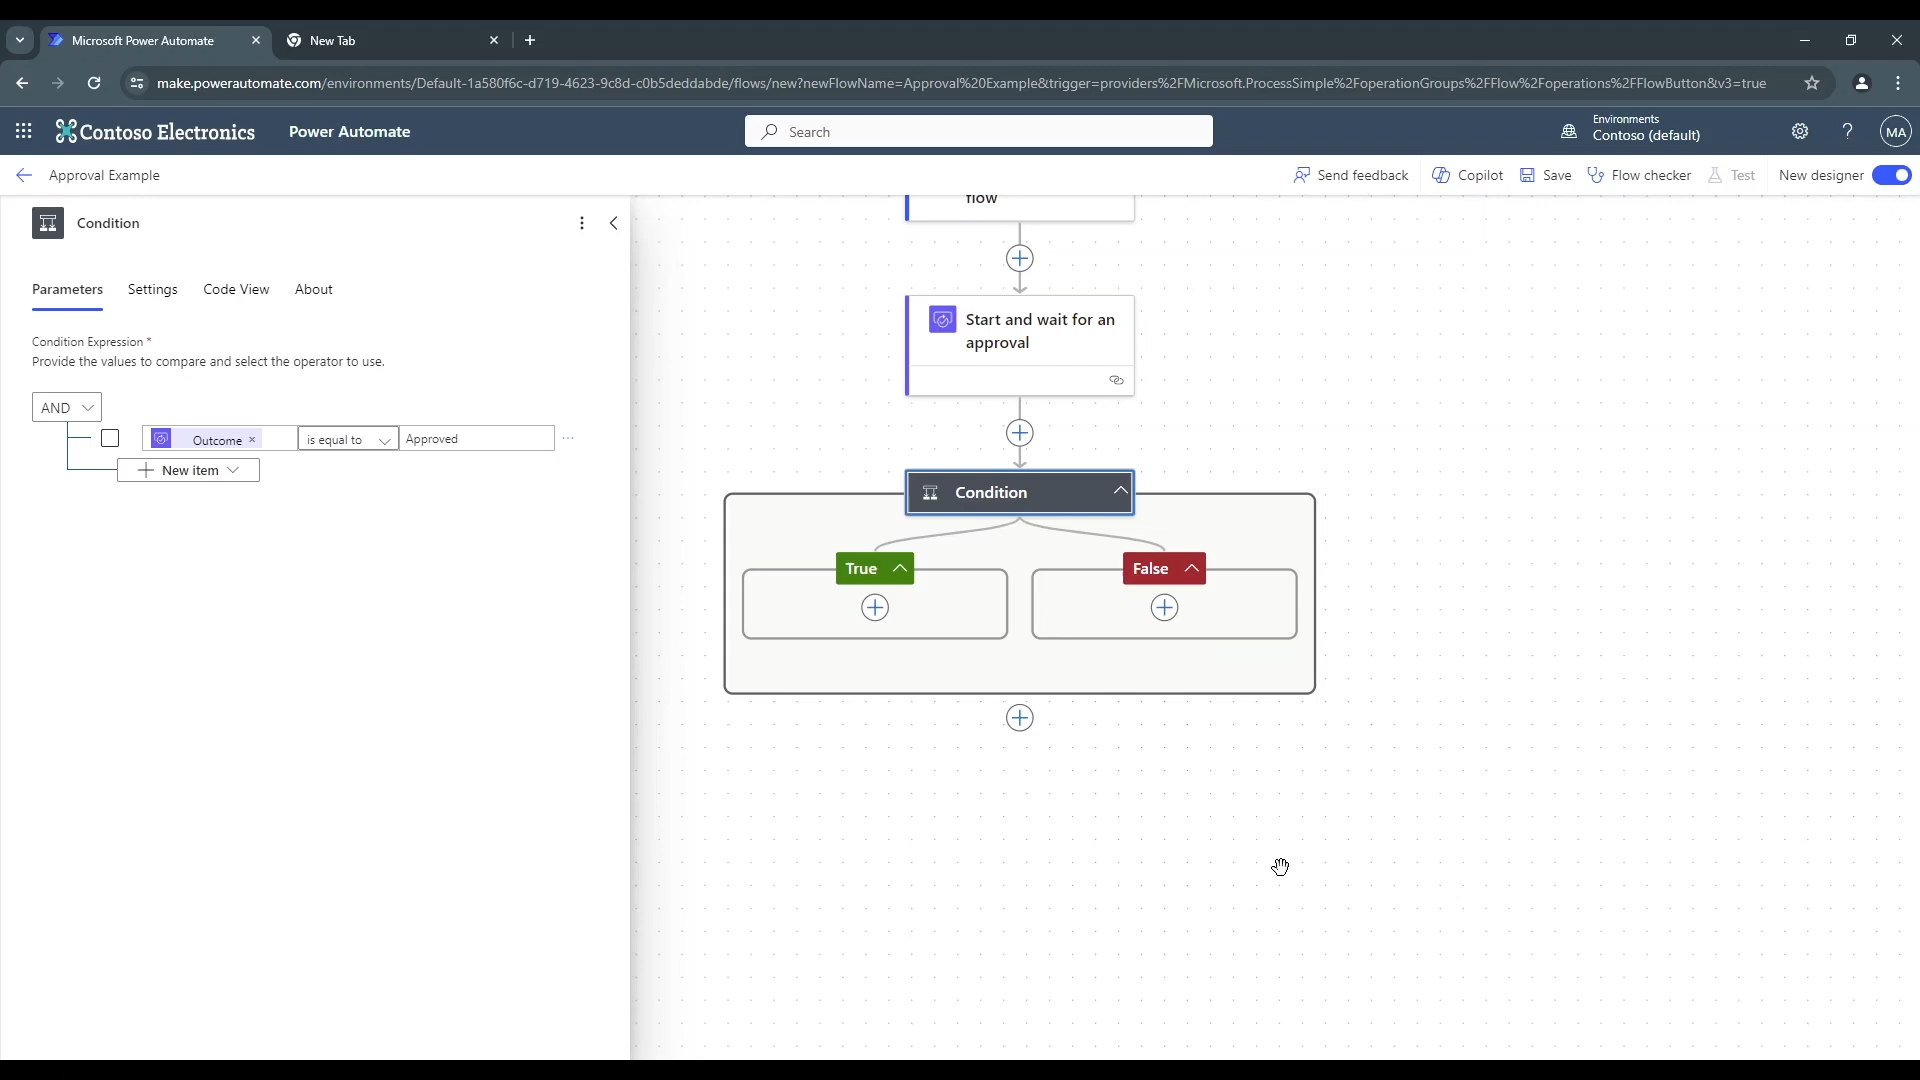 Microsoft Power Automate
New Tab
make.powerautomate.com/environments/Default-1a580f6c-d719-4623-9c8d-c0b5deddabde/flows/new?newFlowName=Approval%20Example&trigger=providers%2FMicrosoft.ProcessSimple%2FoperationGroups%2FFlow%2Foperations%2FFlowButton&v3=true
Contoso Electronics
Power Automate
Search
Environments
Contoso (default)
?
MA
Approval Example
Send feedback
Copilot
Save
Flow checker
Test
New designer
Condition
Parameters
Settings
Code View
About
Condition Expression *
Provide the values to compare and select the operator to use.
AND
Outcome ×
is equal to
Approved
New item
flow
Start and wait for an
approval
Condition
True
False